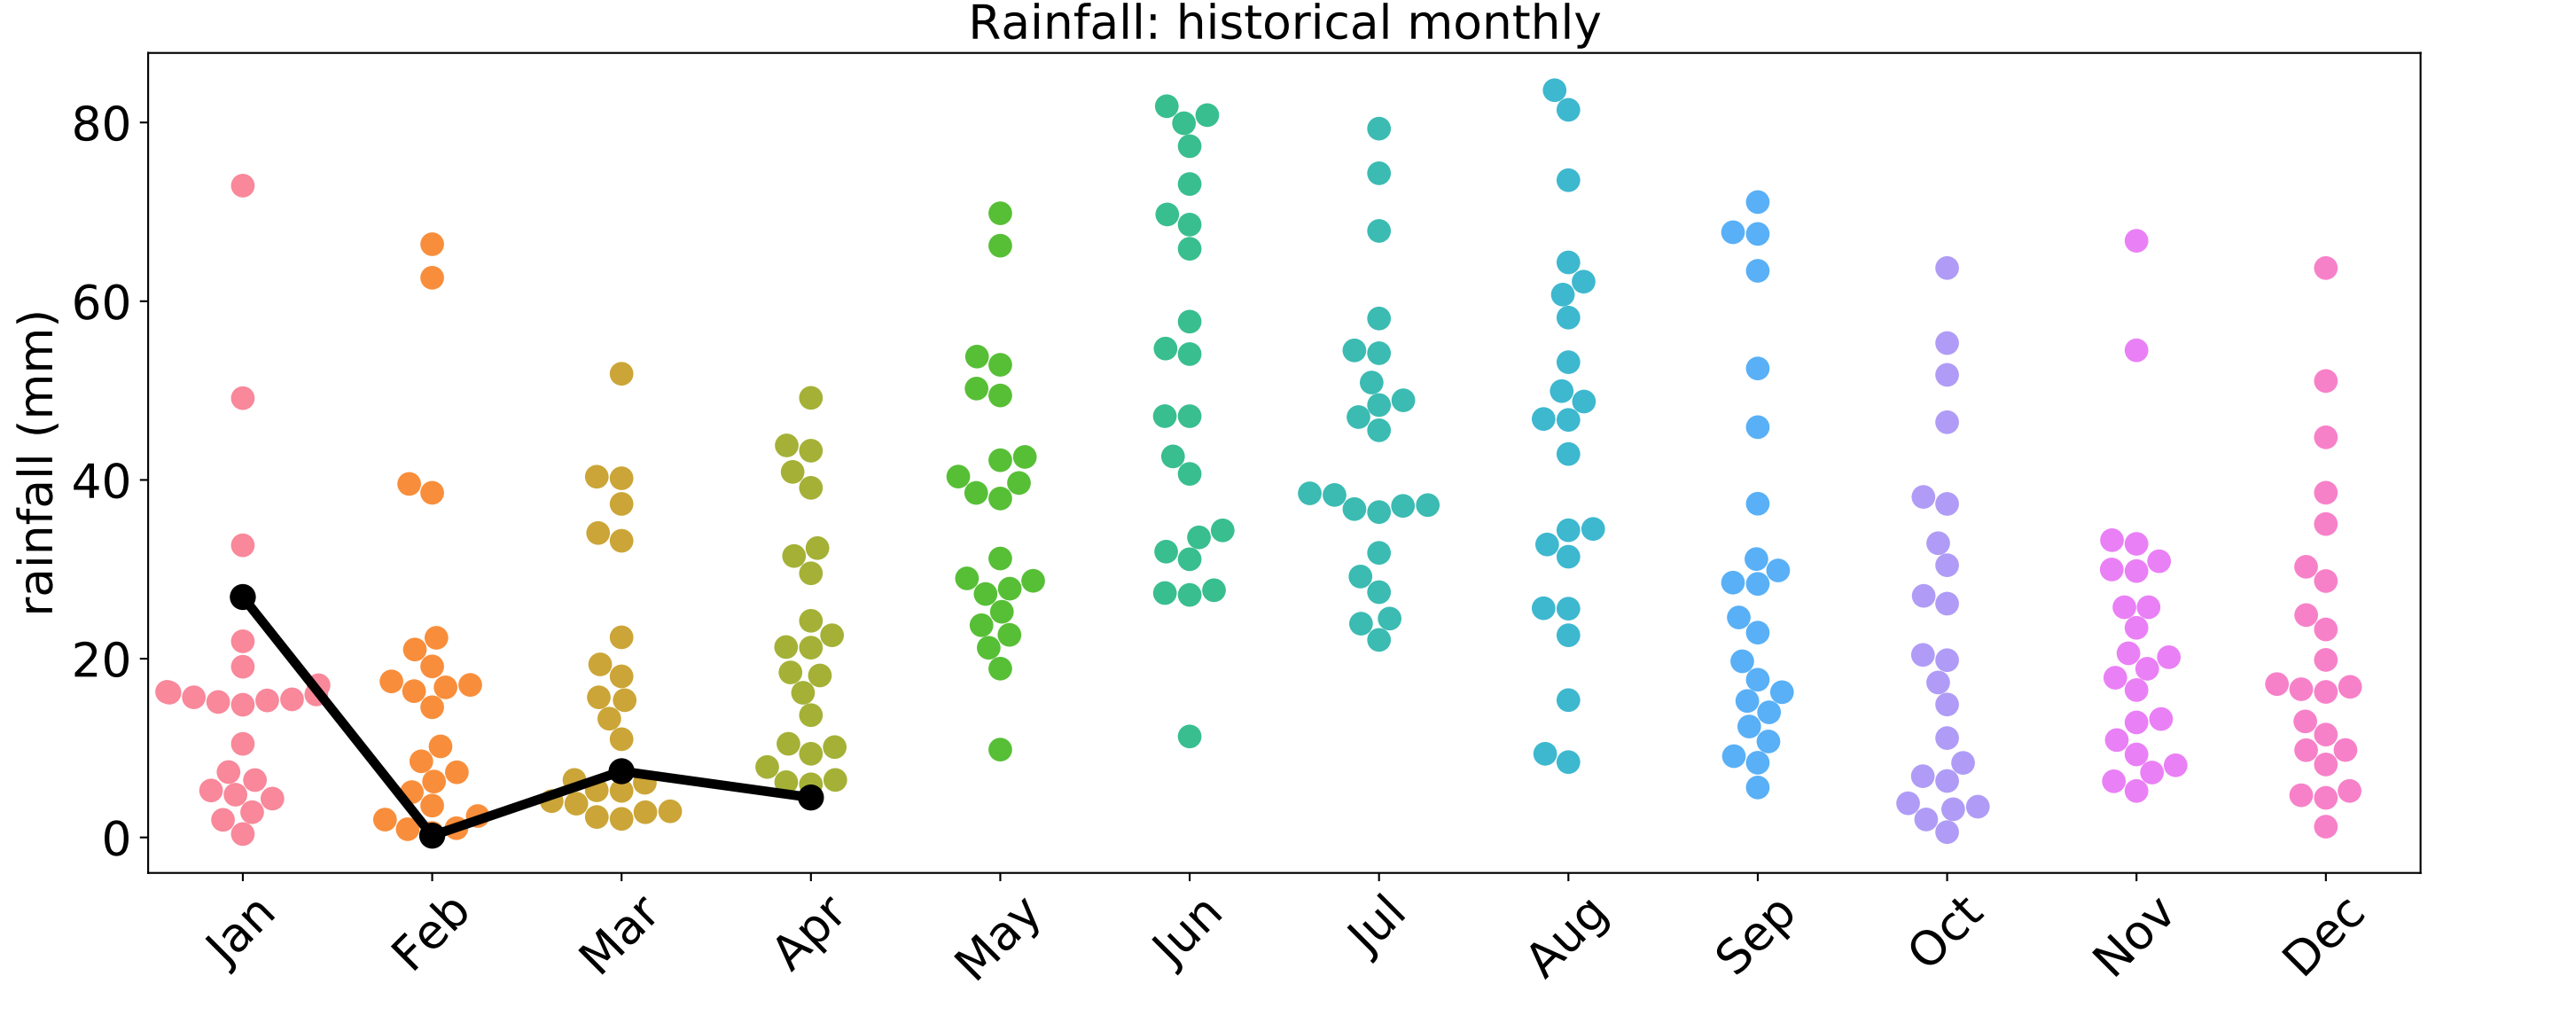 Rainfall: historical monthly
rainfall (mm)
80
60
40
20
0
Jan
Feb
Mar
Apr
May
Jun
Jul
Aug
Sep
Oct
Nov
Dec